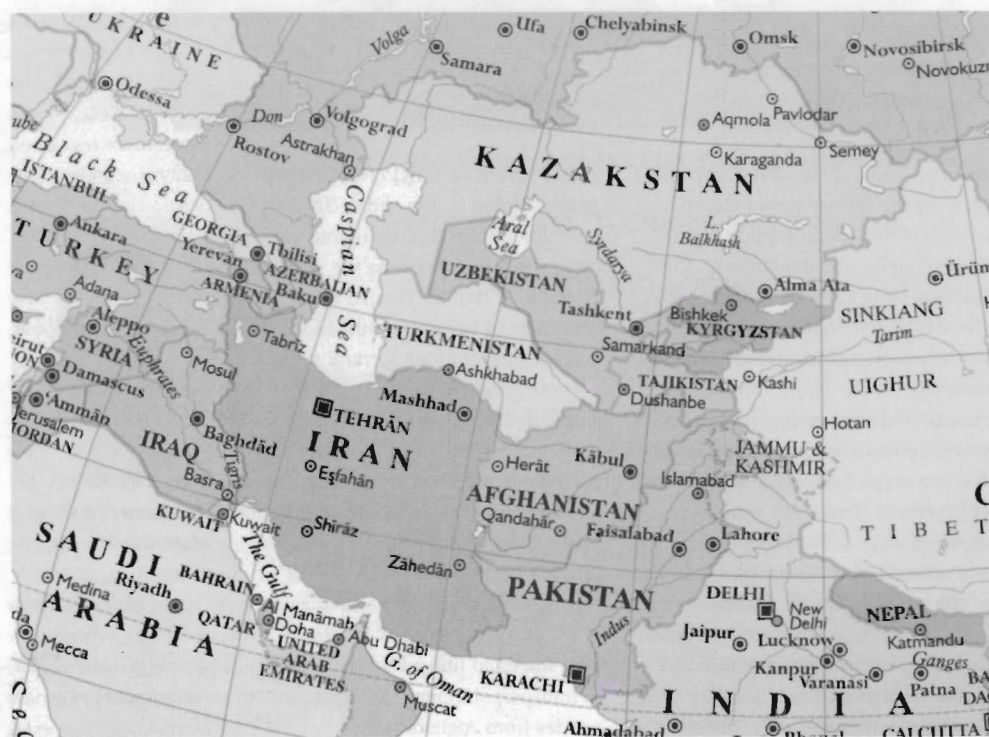 UKRAINE
Volga
Ufa
Chelyabinsk
Omsk
Novosibirsk
Samara
Odessa
Don
Volgograd
Pavlodar
Aqmola
Rostov
Astrakhan
Karaganda
Semey
Black Sea
KAZAKSTAN
ISTANBUL
Caspian Sea
Aral
Sea
Syrdarya
L.
Balkhash
Ankara
GEORGIA
Tbilisi
TURKEY
Yerevan
AZERBAIJAN
ARMENIA
Baku
UZBEKISTAN
Alma Ata
Bishkek
Tashkent
KYRGYZSTAN
SINKIANG
Tarim
Adana
Aleppo
Tabrīz
TURKMENISTAN
Samarkand
SYRIA
Euphrates
Mosul
Ashkhabad
TAJIKISTAN
Kashi
UIGHUR
Damascus
Mashhad
Dushanbe
'Ammān
TEHRĀN
Hotan
Jerusalem
Baghdād
IRAN
JAMMU &
KASHMIR
IRAQ
Tigris
Eşfahān
Herāt
Kābul
Islamabad
Basra
AFGHANISTAN
KUWAIT
Kuwait
Shīrāz
Qandahār
Faisalabad
Lahore
TIBET
SAUDI
ARABIA
The Gulf
Zāhedān
BAHRAIN
Medina
Riyadh
PAKISTAN
DELHI
New
Delhi
NEPAL
Al Manāmah
QATAR
Doha
Abu Dhabi
Indus
Jaipur
Lucknow
Katmandu
Mecca
UNITED
ARAB
EMIRATES
G. of Oman
KARACHI
Kanpur
Varanasi
Ganges
Patna
Muscat
INDIA
Ahmadabad
CALCUTTA